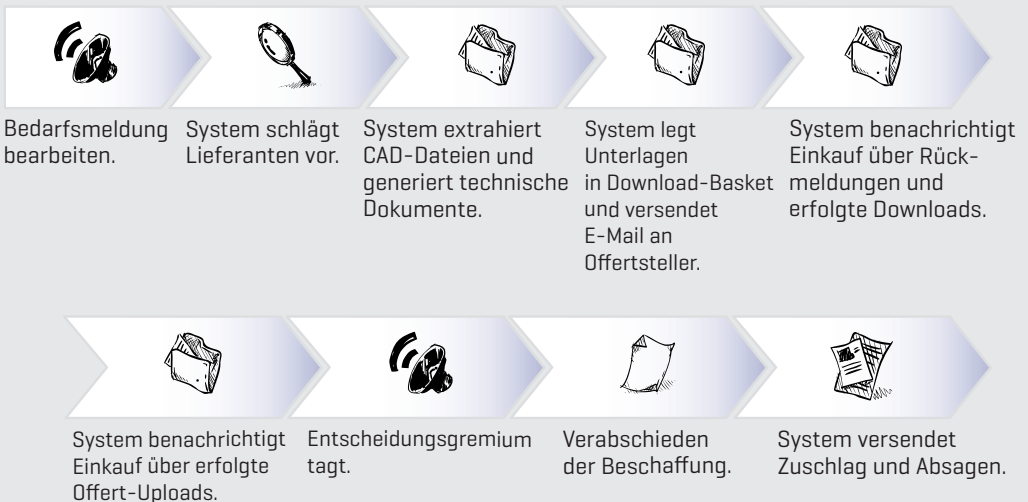 Bedarfsmeldung
bearbeiten.
System schlägt
Lieferanten vor.
System extrahiert
CAD-Dateien und
generiert technische
Dokumente.
System legt
Unterlagen
in Download-Basket
und versendet
E-Mail an
Offertsteller.
System benachrichtigt
Einkauf über Rück-
meldungen und
erfolgte Downloads.
System benachrichtigt
Einkauf über erfolgte
Offert-Uploads.
Entscheidungsgremium
tagt.
Verabschieden
der Beschaffung.
System versendet
Zuschlag und Absagen.